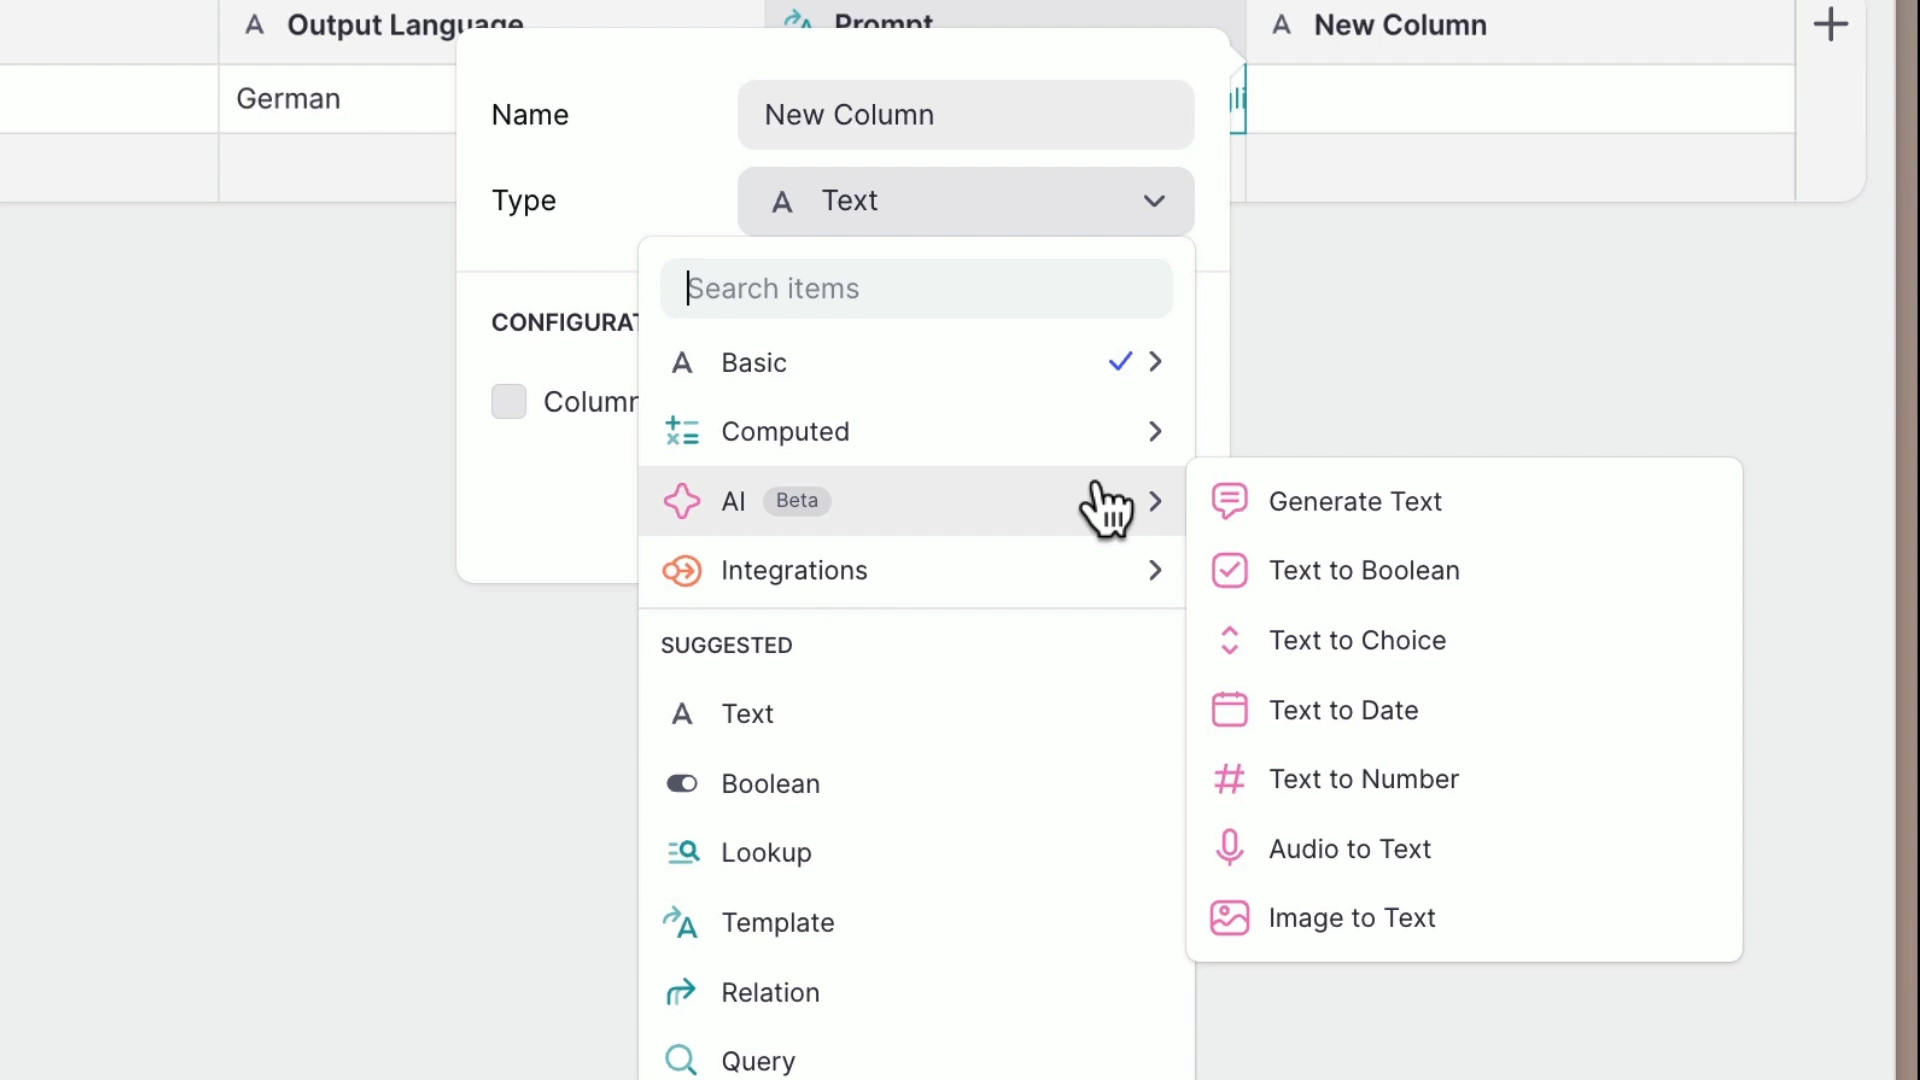 Output Language
Prompt
New Column
German
Name
New Column
Type
Text
Search items
CONFIGURAT
Basic
Computed
AI Beta
Integrations
SUGGESTED
Text
Boolean
Lookup
Template
Relation
Query
Generate Text
Text to Boolean
Text to Choice
Text to Date
Text to Number
Audio to Text
Image to Text